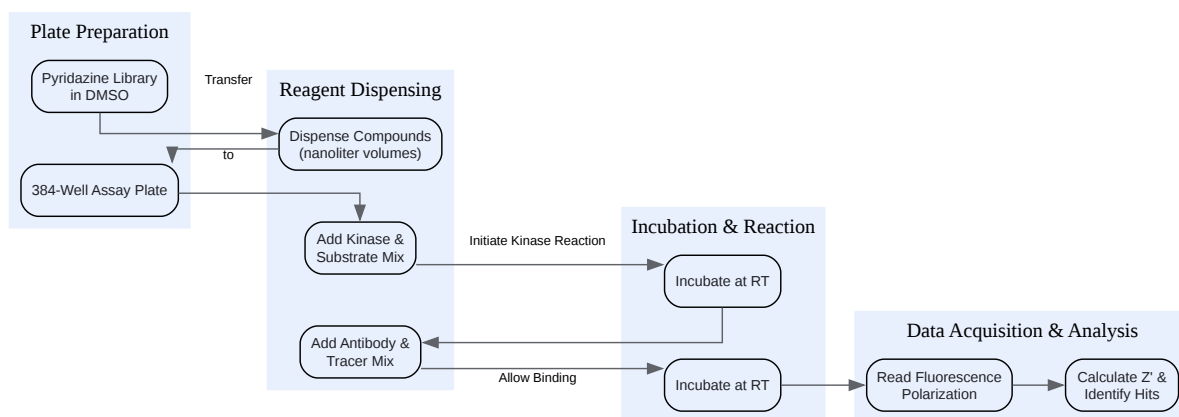 Plate Preparation
Pyridazine Library
in DMSO
Transfer
Reagent Dispensing
Dispense Compounds
(nanoliter volumes)
to
384-Well Assay Plate
Add Kinase &
Substrate Mix
Initiate Kinase Reaction
Incubation & Reaction
Incubate at RT
Add Antibody &
Tracer Mix
Allow Binding
Incubate at RT
Data Acquisition & Analysis
Read Fluorescence
Polarization
Calculate Z' &
Identify Hits